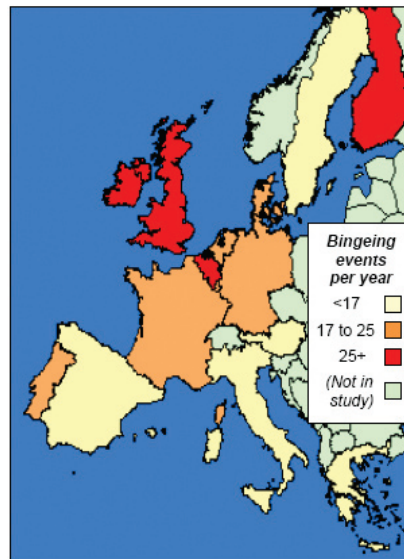 Bingeing
events
per year
<17
17 to 25
25+
(Not in
study)